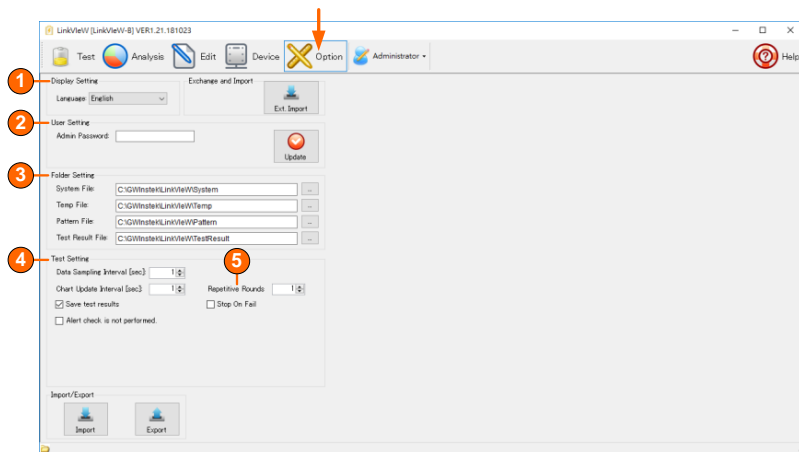 LinkVIeW [LinkVIeW-B] VER1.21.181023
Test Analysis Edit Device Option Administrator Help
1 Display Setting Exchange and Import
Language English
Ext. Import
2 User Setting
Admin Password:
Update
3 Folder Setting
System File: C:\GWInstek\LinkVIeW\System ...
Temp File: C:\GWInstek\LinkVIeW\Temp ...
Pattern File: C:\GWInstek\LinkVIeW\Pattern ...
Test Result File: C:\GWInstek\LinkVIeW\TestResult ...
4 Test Setting 5
Data Sampling Interval [sec]: 1
Chart Update Interval [sec]: 1 Repetitive Rounds 1
Save test results Stop On Fail
Alert check is not performed.
Import/Export
Import Export